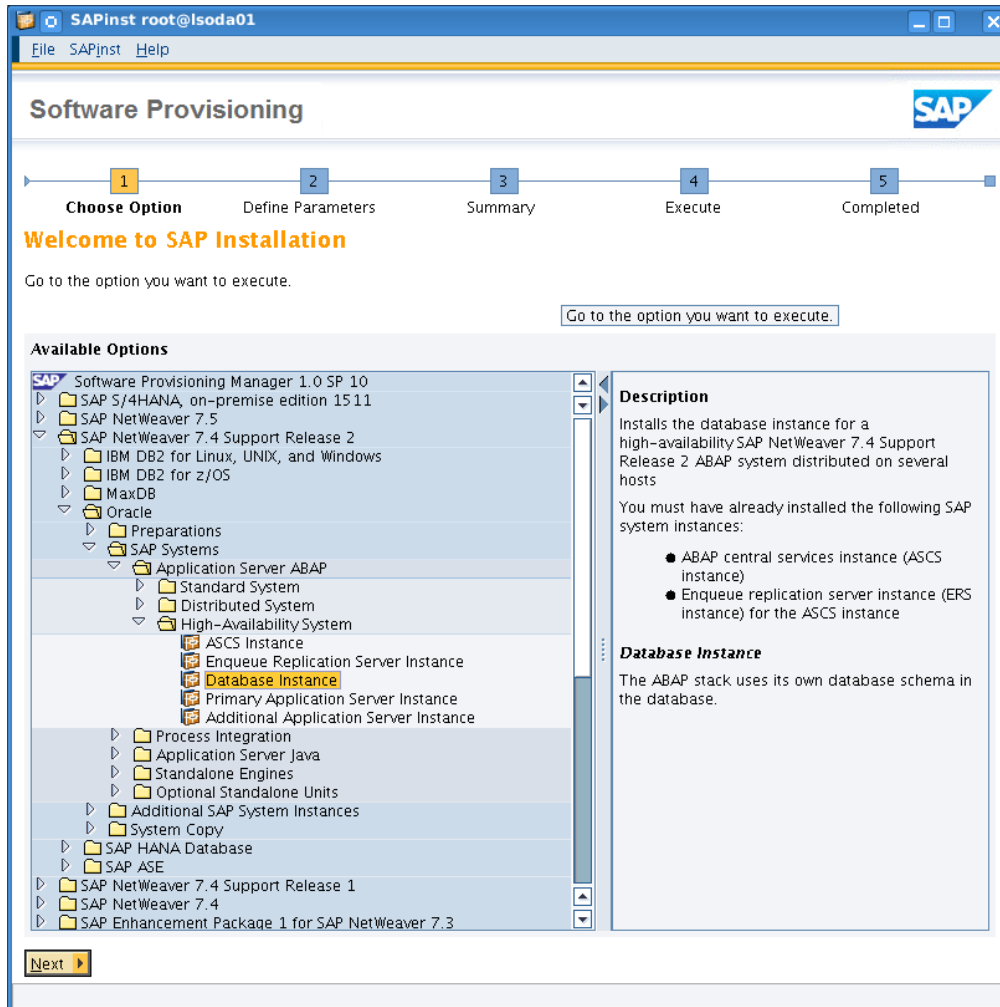 SAPinst root@lsoda01
File SAPinst Help
Software Provisioning
SAP
1 2 3 4 5
Choose Option Define Parameters Summary Execute Completed
Welcome to SAP Installation
Go to the option you want to execute.
Go to the option you want to execute.
Available Options
SAP Software Provisioning Manager 1.0 SP 10
SAP S/4HANA, on-premise edition 1511
SAP NetWeaver 7.5
SAP NetWeaver 7.4 Support Release 2
IBM DB2 for Linux, UNIX, and Windows
IBM DB2 for z/OS
MaxDB
Oracle
Preparations
SAP Systems
Application Server ABAP
Standard System
Distributed System
High-Availability System
ASCS Instance
Enqueue Replication Server Instance
Database Instance
Primary Application Server Instance
Additional Application Server Instance
Process Integration
Application Server Java
Standalone Engines
Optional Standalone Units
Additional SAP System Instances
System Copy
SAP HANA Database
SAP ASE
SAP NetWeaver 7.4 Support Release 1
SAP NetWeaver 7.4
SAP Enhancement Package 1 for SAP NetWeaver 7.3
Description
Installs the database instance for a
high-availability SAP NetWeaver 7.4 Support
Release 2 ABAP system distributed on several
hosts
You must have already installed the following SAP
system instances:
ABAP central services instance (ASCS
instance)
Enqueue replication server instance (ERS
instance) for the ASCS instance
Database Instance
The ABAP stack uses its own database schema in
the database.
Next